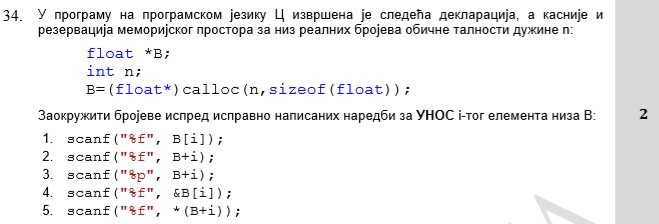 34. У програму на програмском језику Ц извршена је следећа декларација, а касније и
резервација меморијског простора за низ реалних бројева обичне талности дужине n:
float *B;
int n;
B=(float*)calloc(n,sizeof(float));
Заокружити бројеве испред исправно написаних наредби за УНОС i-тог елемента низа B:
2
1. scanf("%f", B[i]);
2. scanf("%f", B+i);
3. scanf("%p", B+i);
4. scanf("%f", &B[i]);
5. scanf("%f", *(B+i));